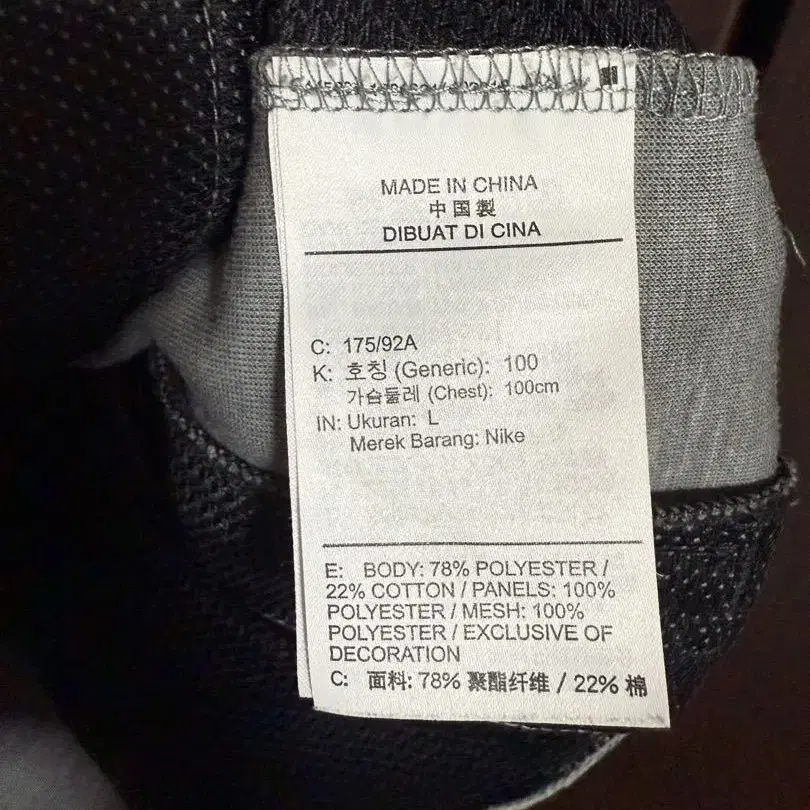 MADE IN CHINA
中国製
DIBUAT DI CINA
C: 175/92A
K: 호칭 (Generic): 100
가슴둘레 (Chest): 100cm
IN: Ukuran: L
Merek Barang: Nike
E: BODY: 78% POLYESTER /
22% COTTON / PANELS: 100%
POLYESTER / MESH: 100%
POLYESTER / EXCLUSIVE OF
DECORATION
C: 面料: 78% 聚酯纤维 / 22% 棉